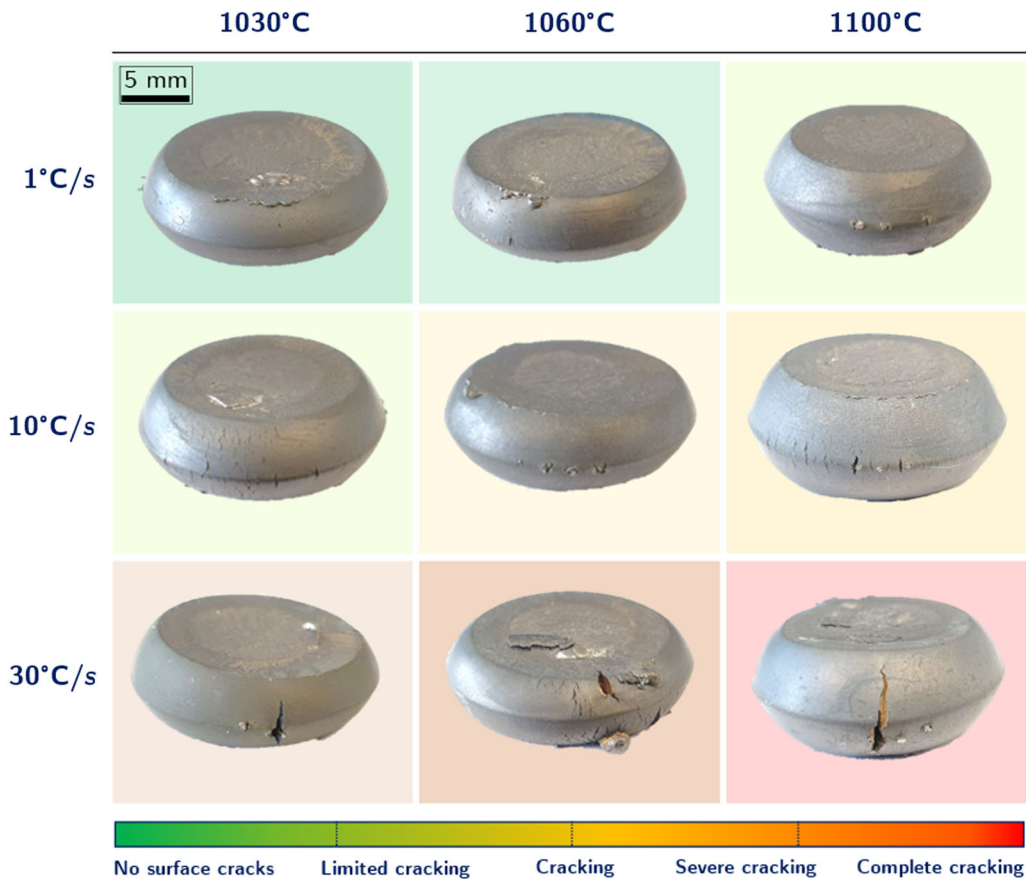 1030°C 1060°C 1100°C
5 mm
1°C/s
10°C/s
30°C/s
No surface cracks Limited cracking Cracking Severe cracking Complete cracking